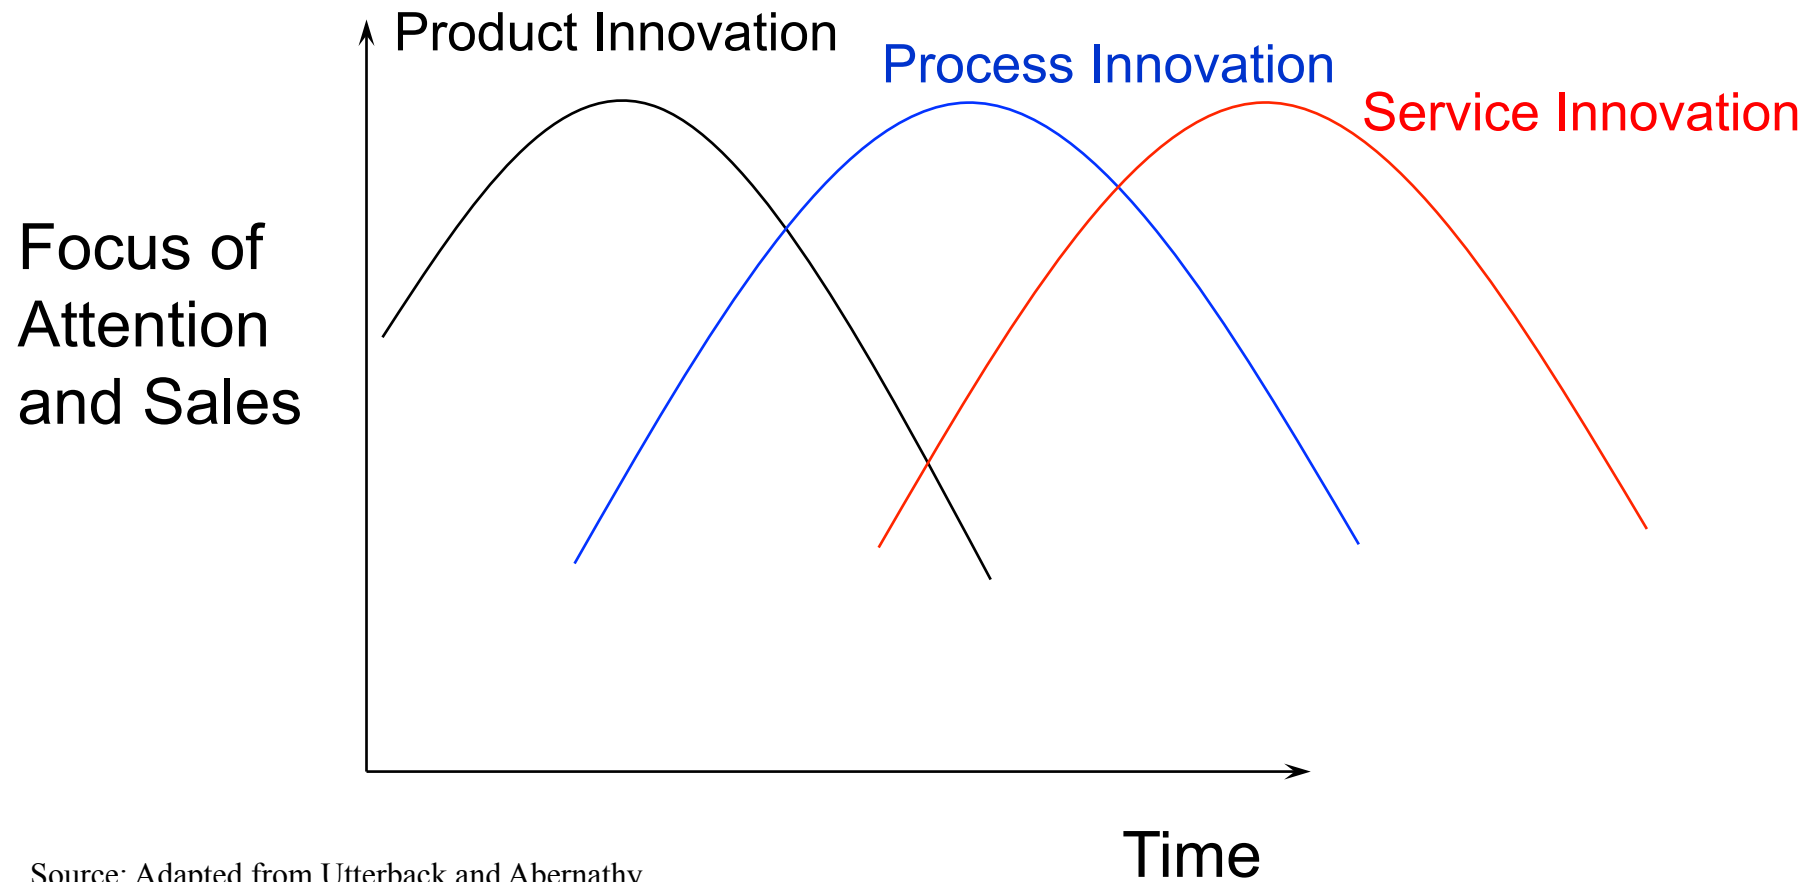 Product Innovation
Process Innovation
Service Innovation
Focus of
Attention
and Sales
Time
Source: Adapted from Utterback and Abernathy